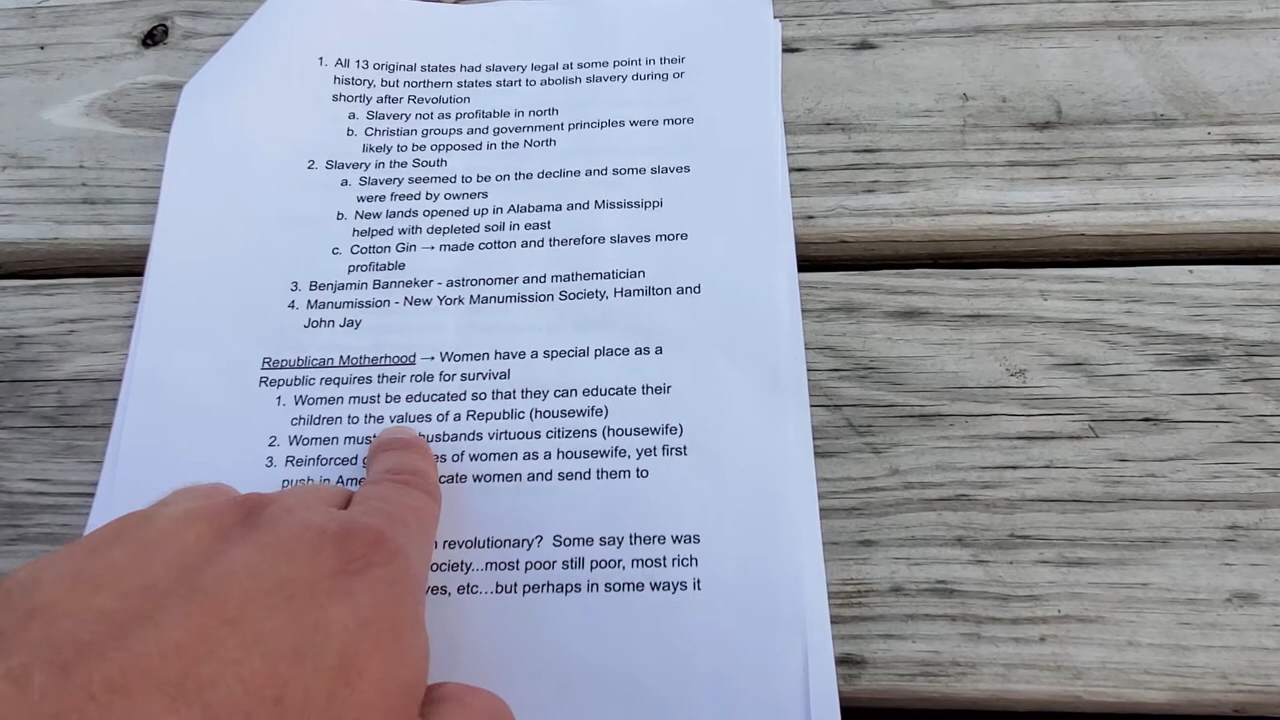 1. All 13 original states had slavery legal at some point in their
history, but northern states start to abolish slavery during or
shortly after Revolution
a. Slavery not as profitable in north
b. Christian groups and government principles were more
likely to be opposed in the North
2. Slavery in the South
a. Slavery seemed to be on the decline and some slaves
were freed by owners
b. New lands opened up in Alabama and Mississippi
helped with depleted soil in east
c. Cotton Gin → made cotton and therefore slaves more
profitable
3. Benjamin Banneker - astronomer and mathematician
4. Manumission - New York Manumission Society, Hamilton and
John Jay
Republican Motherhood → Women have a special place as a
Republic requires their role for survival
1. Women must be educated so that they can educate their
children to the values of a Republic (housewife)
2. Women must husbands virtuous citizens (housewife)
3. Reinforced of women as a housewife, yet first
push in women and send them to
revolutionary? Some say there was
most poor still poor, most rich
etc...but perhaps in some ways it